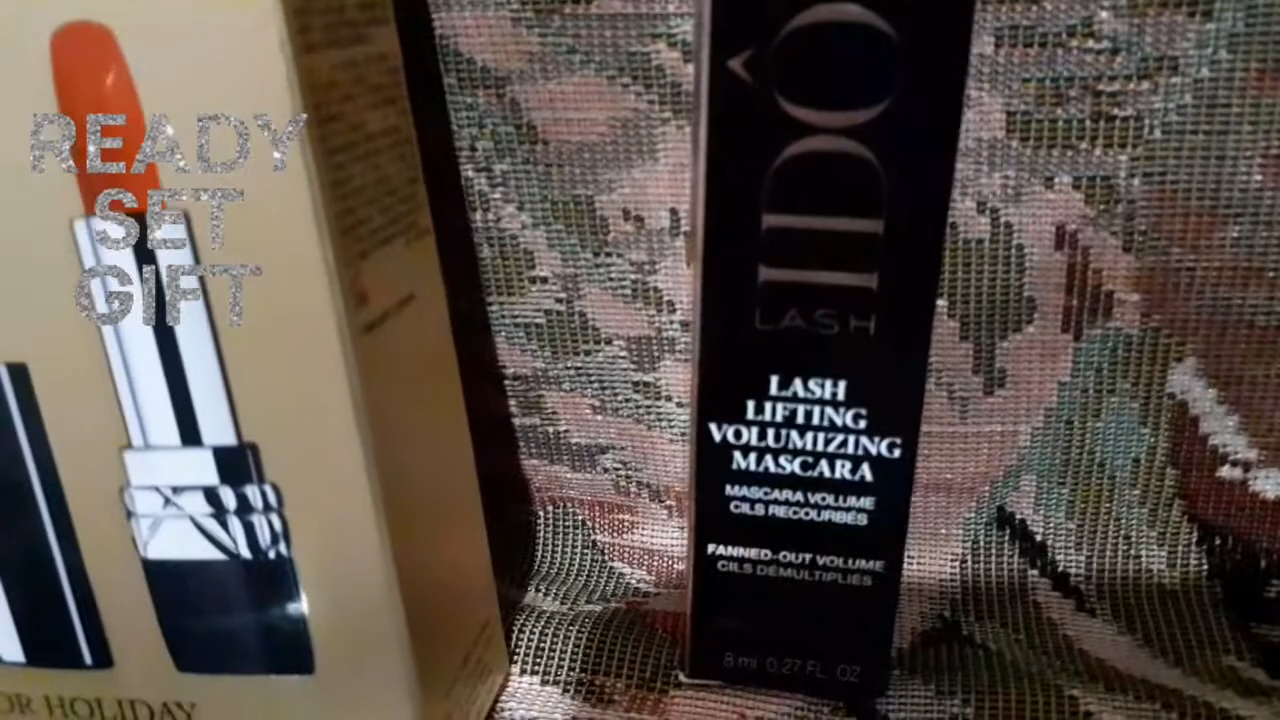 READY
SET
GIFT
OR HOLIDAY
LASH
LASH
LIFTING
VOLUMIZING
MASCARA
MASCARA VOLUME
CILS RECOURBÉS
FANNED-OUT VOLUME
CILS DÉMULTIPLIÉS
8 ml 0.27 FL. OZ